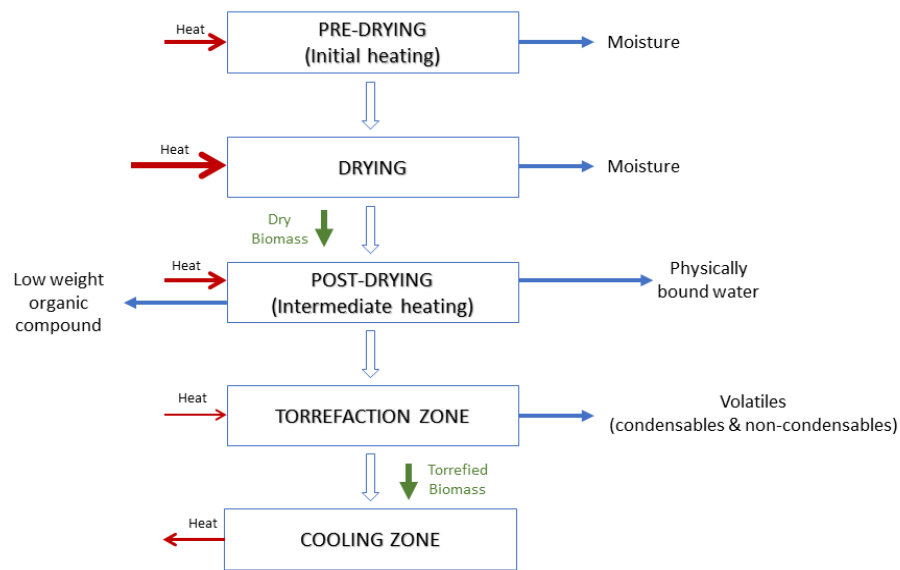 Heat
PRE-DRYING
(Initial heating)
Moisture
Heat
DRYING
Moisture
Dry
Biomass
Low weight
organic
compound
Heat
POST-DRYING
(Intermediate heating)
Physically
bound water
Heat
TORREFACTION ZONE
Volatiles
(condensables & non-condensables)
Torrefied
Biomass
Heat
COOLING ZONE